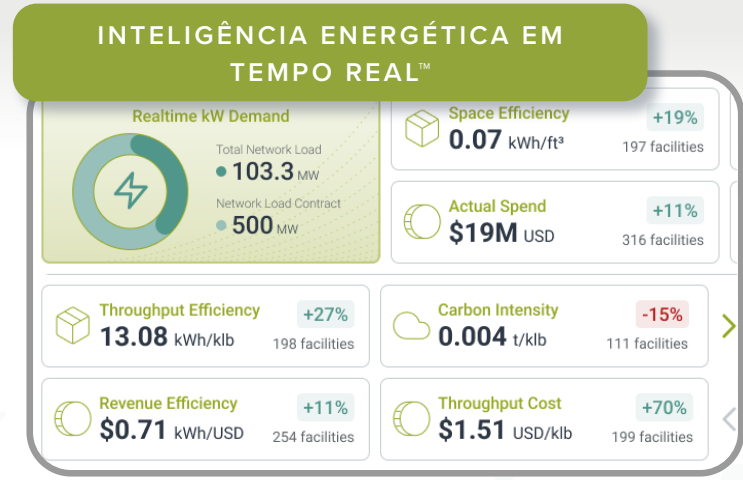 INTELIGÊNCIA ENERGÉTICA EM
TEMPO REAL™
Realtime kW Demand
Total Network Load
103.3 MW
Network Load Contract
500 MW
Space Efficiency
0.07 kWh/ft³
+19%
197 facilities
Actual Spend
$19M USD
+11%
316 facilities
Throughput Efficiency
13.08 kWh/klb
+27%
198 facilities
Carbon Intensity
0.004 t/klb
-15%
111 facilities
Revenue Efficiency
$0.71 kWh/USD
+11%
254 facilities
Throughput Cost
$1.51 USD/klb
+70%
199 facilities